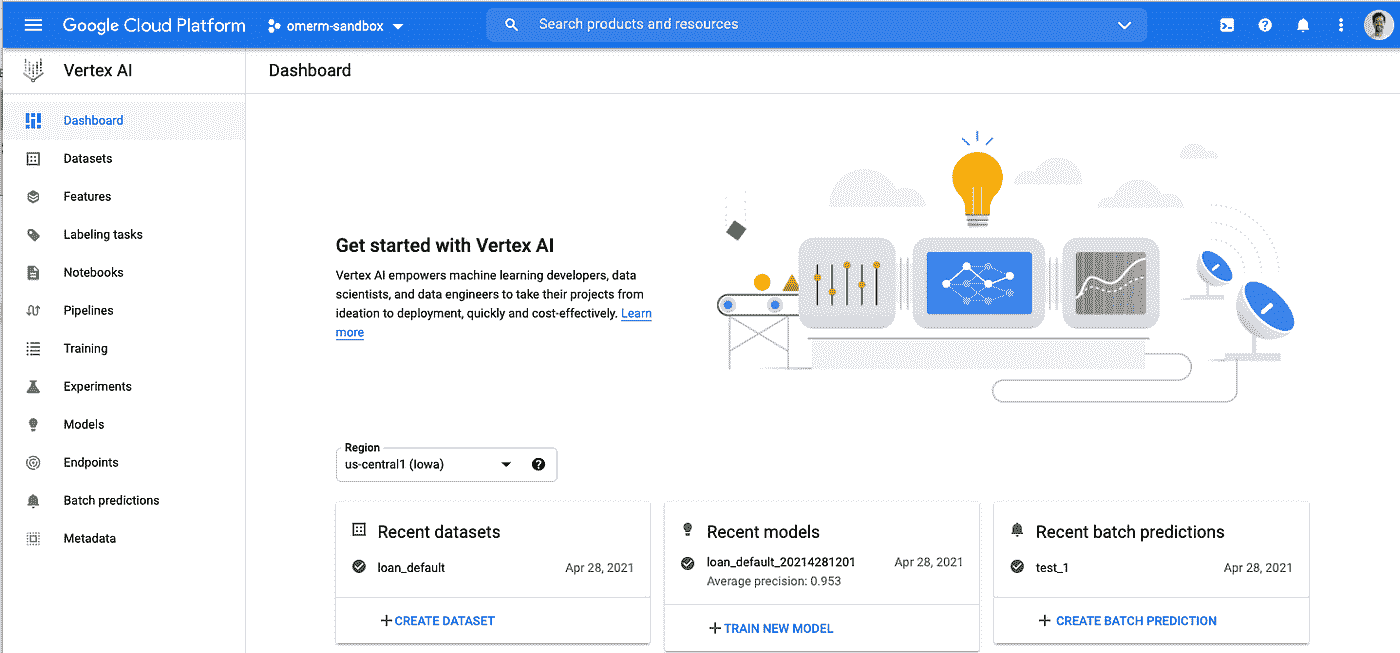 Google Cloud Platform omerm-sandbox Search products and resources
Vertex AI
Dashboard
Dashboard
Datasets
Features
Labeling tasks
Notebooks
Pipelines
Training
Experiments
Models
Endpoints
Batch predictions
Metadata
Get started with Vertex AI
Vertex AI empowers machine learning developers, data
scientists, and data engineers to take their projects from
ideation to deployment, quickly and cost-effectively. Learn
more
Region
us-central1 (Iowa)
Recent datasets
loan_default Apr 28, 2021
+ CREATE DATASET
Recent models
loan_default_20214281201 Apr 28, 2021
Average precision: 0.953
+ TRAIN NEW MODEL
Recent batch predictions
test_1 Apr 28, 2021
+ CREATE BATCH PREDICTION